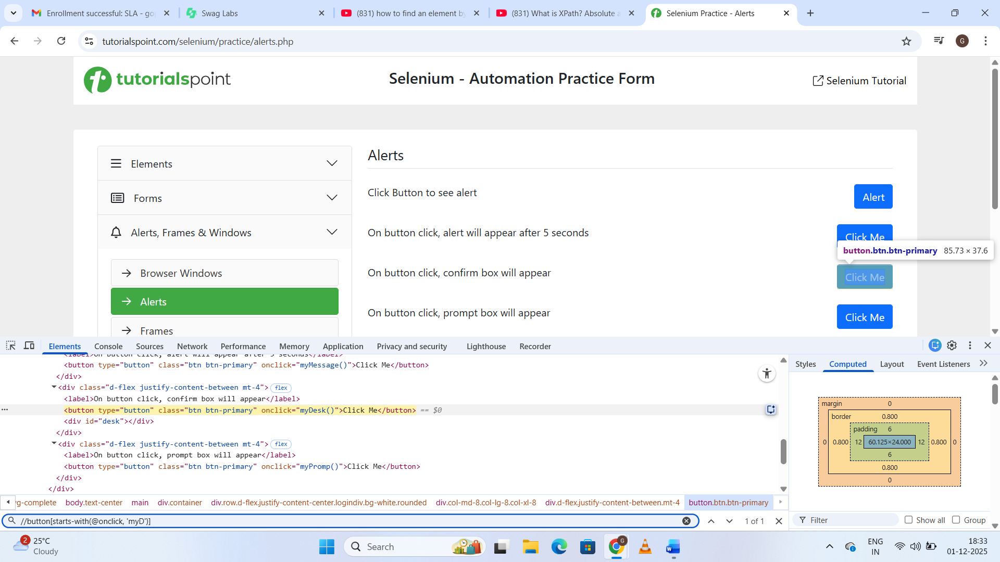 Enrollment successful: SLA - go
Swag Labs
(831) how to find an element by
(831) What is XPath? Absolute a
Selenium Practice - Alerts
tutorialspoint.com/selenium/practice/alerts.php
G
tutorialspoint
Selenium - Automation Practice Form
Selenium Tutorial
Elements
Forms
Alerts, Frames & Windows
Browser Windows
Alerts
Frames
Alerts
Click Button to see alert
Alert
On button click, alert will appear after 5 seconds
Click Me
button.btn.btn-primary 85.73 × 37.6
On button click, confirm box will appear
Click Me
On button click, prompt box will appear
Click Me
Elements Console Sources Network Performance Memory Application Privacy and security Lighthouse Recorder
<label>On button click, alert will appear after 5 seconds</label>
<button type="button" class="btn btn-primary" onclick="myMessage()">Click Me</button>
</div>
<div class="d-flex justify-content-between mt-4"> flex
<label>On button click, confirm box will appear</label>
<button type="button" class="btn btn-primary" onclick="myDesk()">Click Me</button> == $0
<div id="desk"></div>
</div>
<div class="d-flex justify-content-between mt-4"> flex
<label>On button click, prompt box will appear</label>
<button type="button" class="btn btn-primary" onclick="myPromp()">Click Me</button>
</div>
</div>
g-complete body.text-center main div.container div.row.d-flex.justify-content-center.logindiv.bg-white.rounded div.col-md-8.col-lg-8.col-xl-8 div.d-flex.justify-content-between.mt-4 button.btn.btn-primary
//button[starts-with(@onclick, 'myD')]
1 of 1
Styles Computed Layout Event Listeners
margin 0
border 0.800
padding 6
0 0.800 12 60.125×24.000 12 0.800 0
6
0.800
0
Filter Show all Group
2
25°C
Cloudy
Search
G
ENG
IN
18:33
01-12-2025